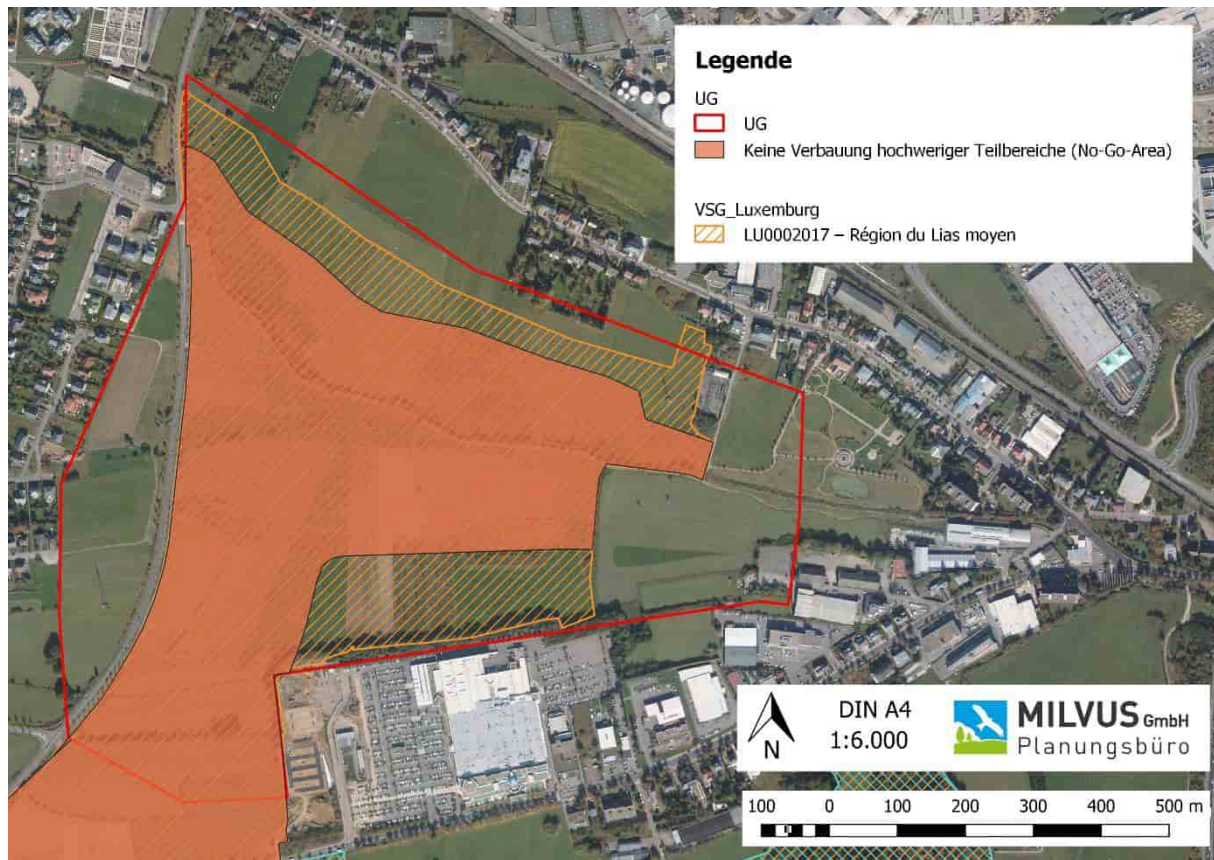 Legende
UG
UG
Keine Verbauung hochweriger Teilbereiche (No-Go-Area)
VSG_Luxemburg
LU0002017 – Région du Lias moyen
N
DIN A4
1:6.000
MILVUS GmbH
Planungsbüro
100 0 100 200 300 400 500 m